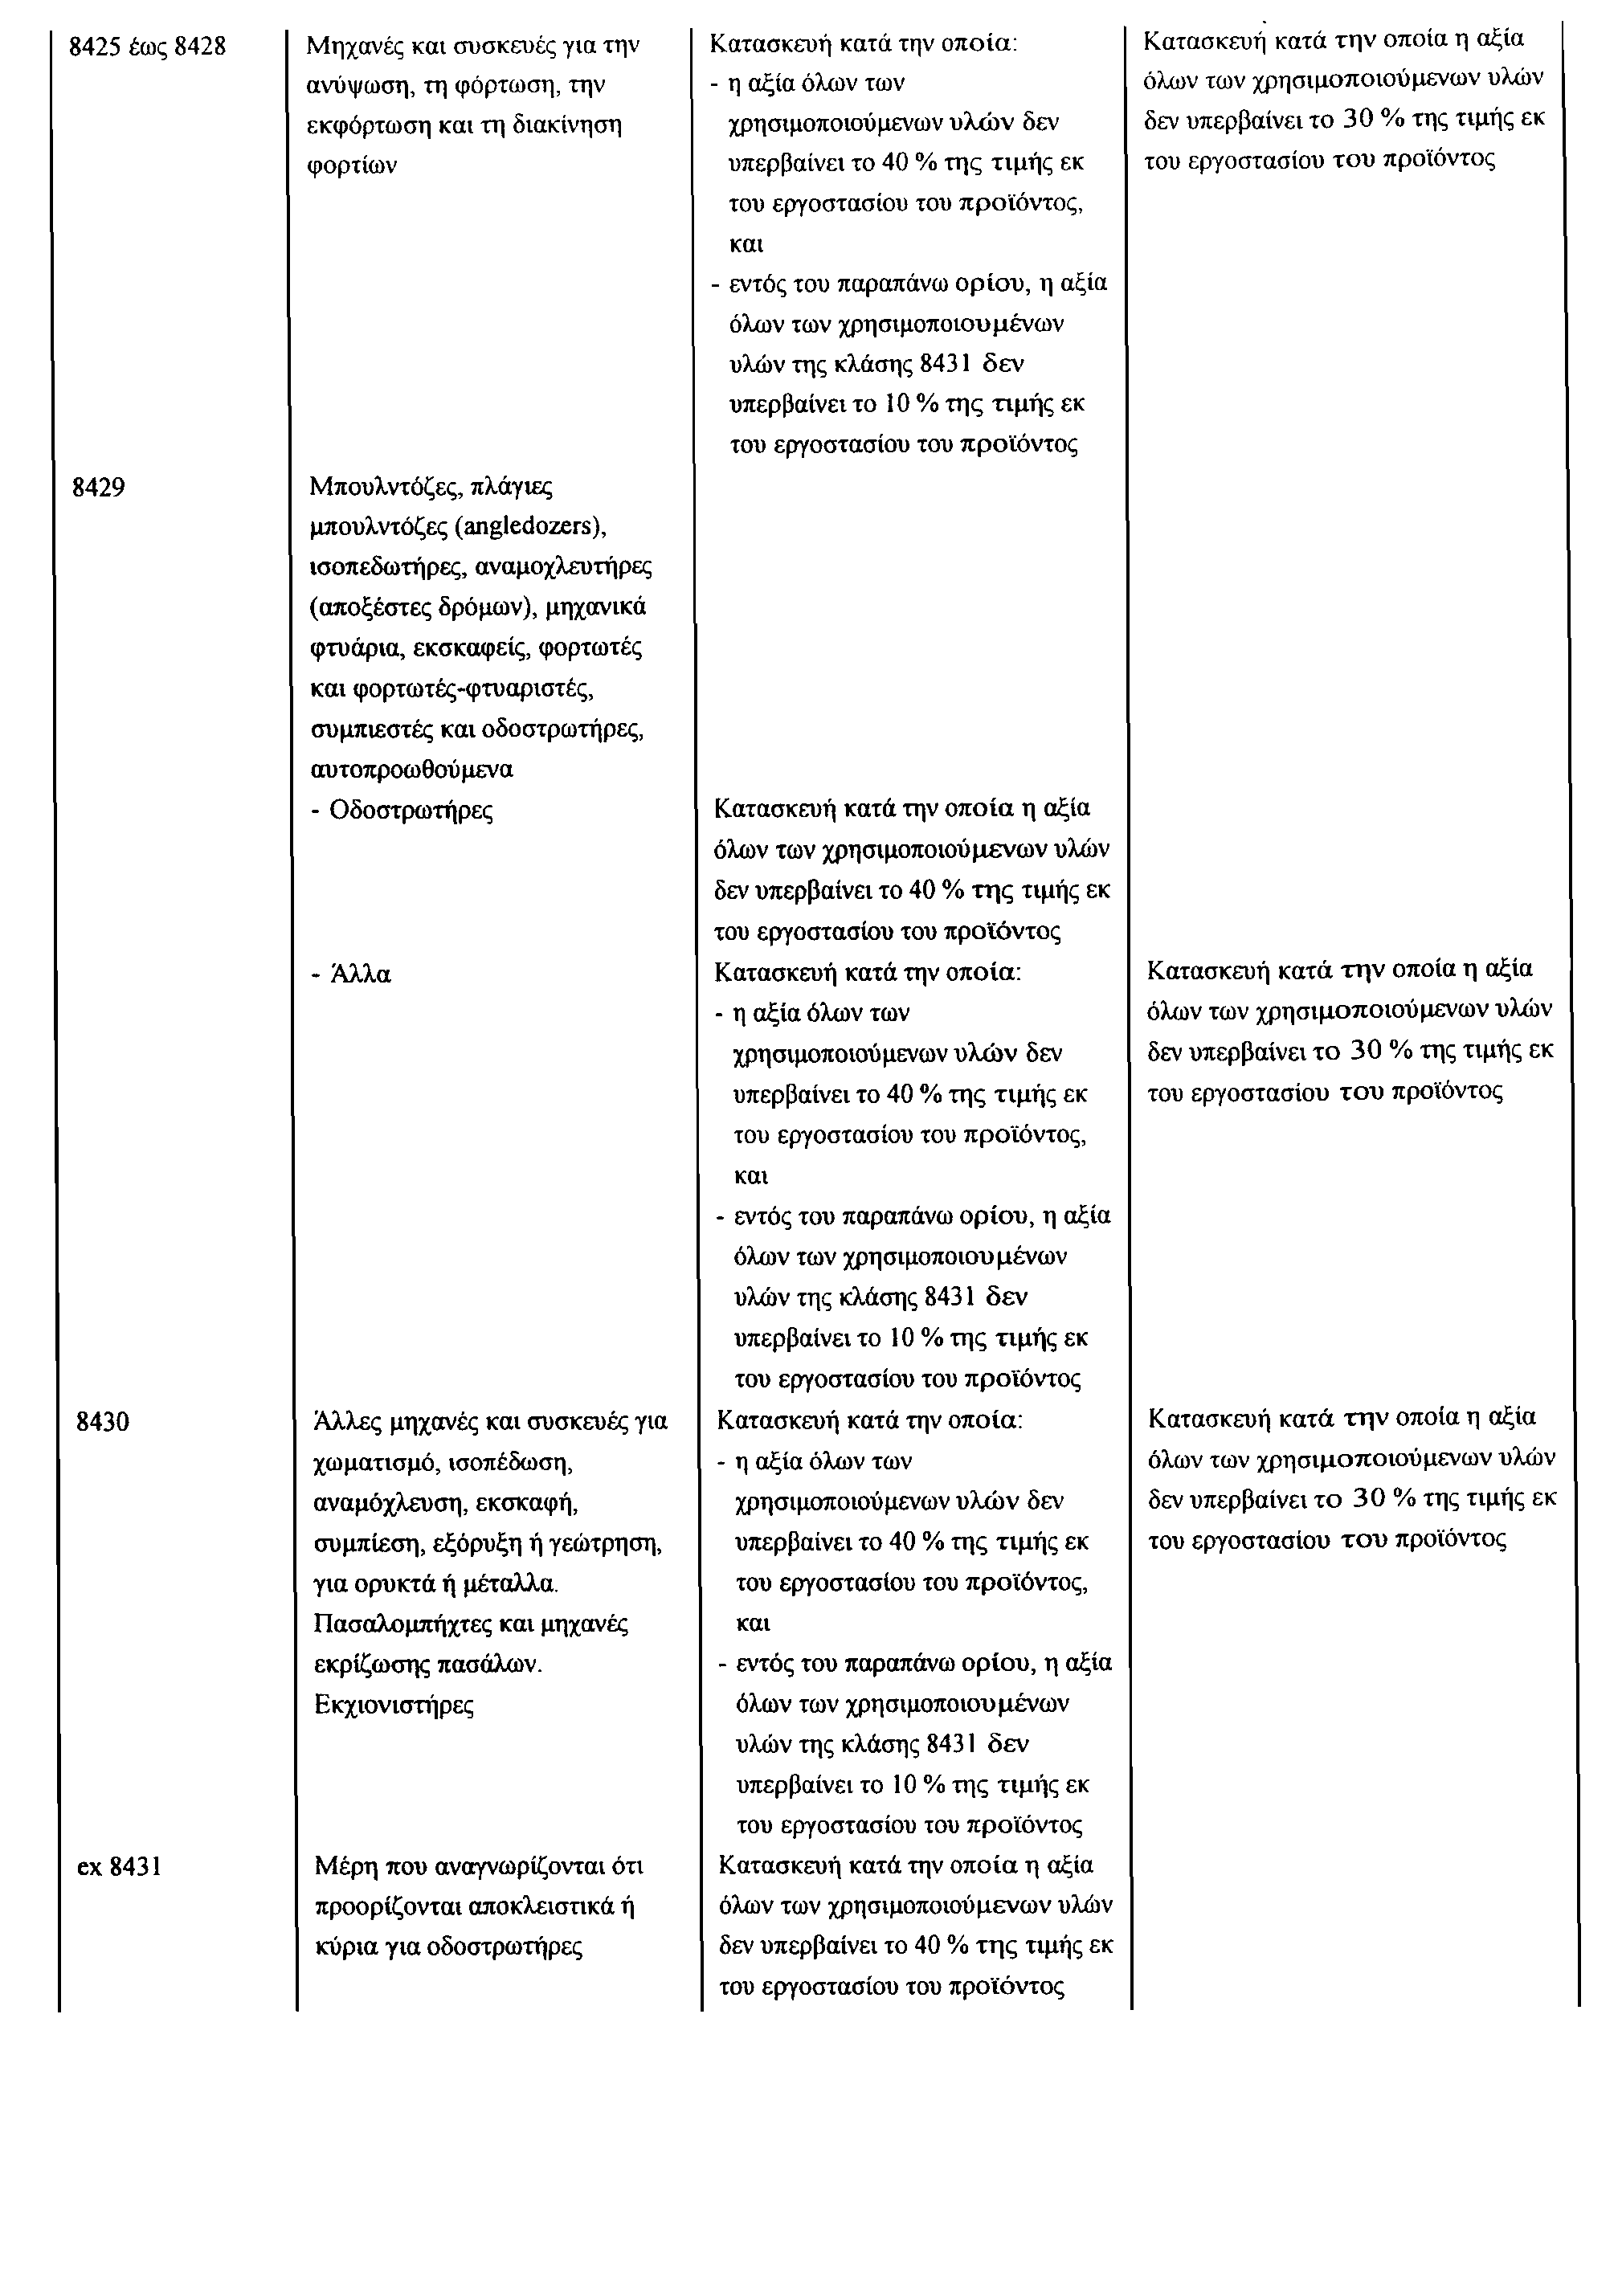 8425 έως 8428
Μηχανές και συσκευές για την
ανύψωση, τη φόρτωση, την
εκφόρτωση και τη διακίνηση
φορτίων
Κατασκευή κατά την οποία:
- η αξία όλων των
χρησιμοποιούμενων υλών δεν
υπερβαίνει το 40 % της τιμής εκ
του εργοστασίου του προϊόντος,
και
- εντός του παραπάνω ορίου, η αξία
όλων των χρησιμοποιουμένων
υλών της κλάσης 8431 δεν
υπερβαίνει το 10 % της τιμής εκ
του εργοστασίου του προϊόντος
Κατασκευή κατά την οποία η αξία
όλων των χρησιμοποιούμενων υλών
δεν υπερβαίνει το 30 % της τιμής εκ
του εργοστασίου του προϊόντος
8429
Μπουλντόζες, πλάγιες
μπουλντόζες (angledozers),
ισοπεδωτήρες, αναμοχλευτήρες
(αποξέστες δρόμων), μηχανικά
φτυάρια, εκσκαφείς, φορτωτές
και φορτωτές-φτυαριστές,
συμπιεστές και οδοστρωτήρες,
αυτοπροωθούμενα
- Οδοστρωτήρες
Κατασκευή κατά την οποία η αξία
όλων των χρησιμοποιούμενων υλών
δεν υπερβαίνει το 40 % της τιμής εκ
του εργοστασίου του προϊόντος
- Άλλα
Κατασκευή κατά την οποία:
- η αξία όλων των
χρησιμοποιούμενων υλών δεν
υπερβαίνει το 40 % της τιμής εκ
του εργοστασίου του προϊόντος,
και
- εντός του παραπάνω ορίου, η αξία
όλων των χρησιμοποιουμένων
υλών της κλάσης 8431 δεν
υπερβαίνει το 10 % της τιμής εκ
του εργοστασίου του προϊόντος
Κατασκευή κατά την οποία η αξία
όλων των χρησιμοποιούμενων υλών
δεν υπερβαίνει το 30 % της τιμής εκ
του εργοστασίου του προϊόντος
8430
Άλλες μηχανές και συσκευές για
χωματισμό, ισοπέδωση,
αναμόχλευση, εκσκαφή,
συμπίεση, εξόρυξη ή γεώτρηση,
για ορυκτά ή μέταλλα.
Πασαλομπήχτες και μηχανές
εκρίζωσης πασάλων.
Εκχιονιστήρες
Κατασκευή κατά την οποία:
- η αξία όλων των
χρησιμοποιούμενων υλών δεν
υπερβαίνει το 40 % της τιμής εκ
του εργοστασίου του προϊόντος,
και
- εντός του παραπάνω ορίου, η αξία
όλων των χρησιμοποιουμένων
υλών της κλάσης 8431 δεν
υπερβαίνει το 10 % της τιμής εκ
του εργοστασίου του προϊόντος
Κατασκευή κατά την οποία η αξία
όλων των χρησιμοποιούμενων υλών
δεν υπερβαίνει το 30 % της τιμής εκ
του εργοστασίου του προϊόντος
ex 8431
Μέρη που αναγνωρίζονται ότι
προορίζονται αποκλειστικά ή
κύρια για οδοστρωτήρες
Κατασκευή κατά την οποία η αξία
όλων των χρησιμοποιούμενων υλών
δεν υπερβαίνει το 40 % της τιμής εκ
του εργοστασίου του προϊόντος